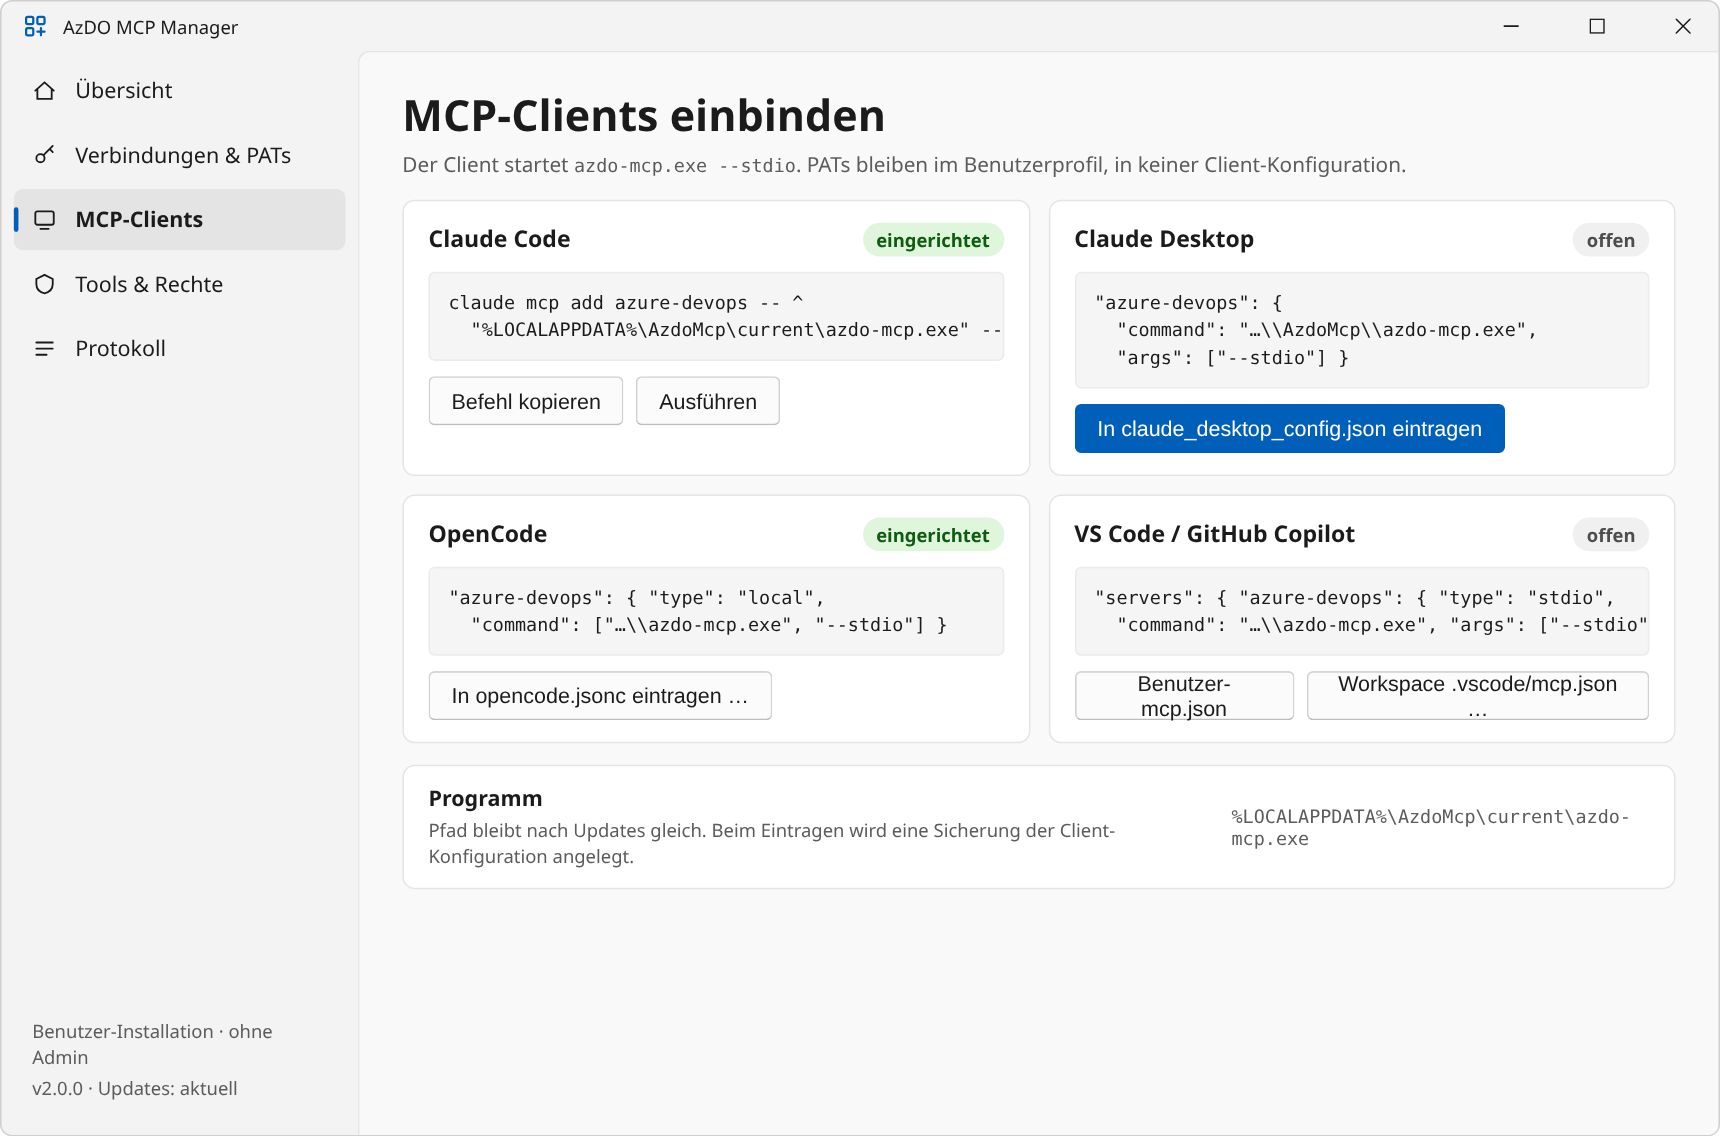 AzDO MCP Manager
Übersicht
Verbindungen & PATs
MCP-Clients
Tools & Rechte
Protokoll
Benutzer-Installation · ohne
Admin
v2.0.0 · Updates: aktuell
MCP-Clients einbinden
Der Client startet azdo-mcp.exe --stdio. PATs bleiben im Benutzerprofil, in keiner Client-Konfiguration.
Claude Code
eingerichtet
claude mcp add azure-devops -- ^
"%LOCALAPPDATA%\AzdoMcp\current\azdo-mcp.exe" --
Befehl kopieren
Ausführen
Claude Desktop
offen
"azure-devops": {
"command": "…\\AzdoMcp\\azdo-mcp.exe",
"args": ["--stdio"] }
In claude_desktop_config.json eintragen
OpenCode
eingerichtet
"azure-devops": { "type": "local",
"command": ["…\\azdo-mcp.exe", "--stdio"] }
In opencode.jsonc eintragen …
VS Code / GitHub Copilot
offen
"servers": { "azure-devops": { "type": "stdio",
"command": "…\\azdo-mcp.exe", "args": ["--stdio"
Benutzer-
mcp.json
Workspace .vscode/mcp.json
…
Programm
Pfad bleibt nach Updates gleich. Beim Eintragen wird eine Sicherung der Client-
Konfiguration angelegt.
%LOCALAPPDATA%\AzdoMcp\current\azdo-
mcp.exe